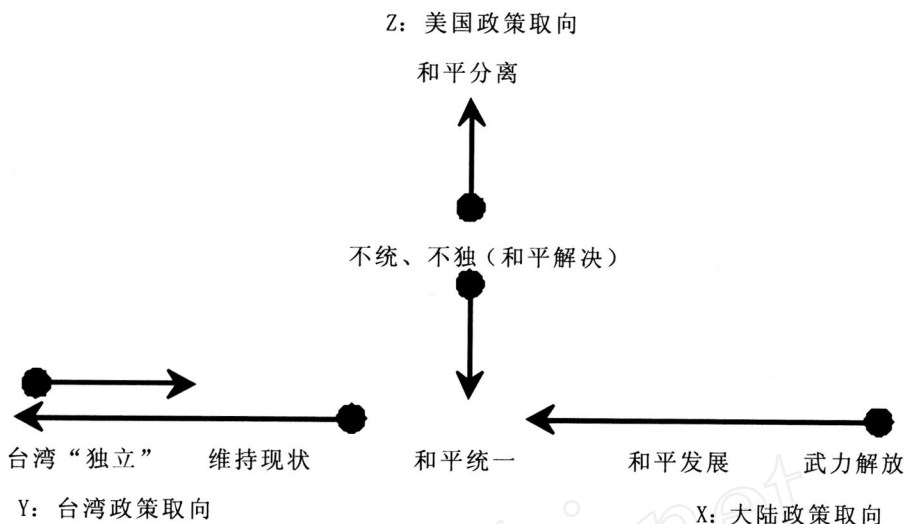 Z：美国政策取向
和平分离
不统、不独（和平解决）
台湾“独立” 维持现状 和平统一 和平发展 武力解放
Y：台湾政策取向 X：大陆政策取向